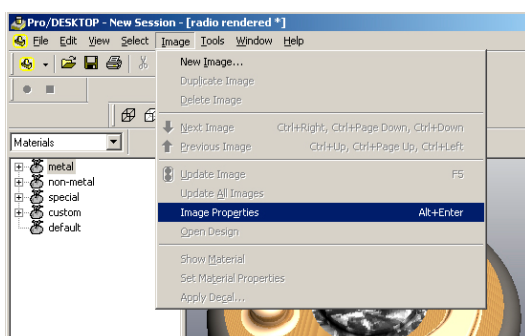 Pro/DESKTOP - New Session - [radio rendered *]
File Edit View Select Image Tools Window Help
New Image...
Duplicate Image
Delete Image
Next Image Ctrl+Right, Ctrl+Page Down, Ctrl+Down
Previous Image Ctrl+Up, Ctrl+Page Up, Ctrl+Left
Update Image F5
Update All Images
Image Properties Alt+Enter
Open Design
Show Material
Set Material Properties
Apply Decal...
Materials
metal
non-metal
special
custom
default